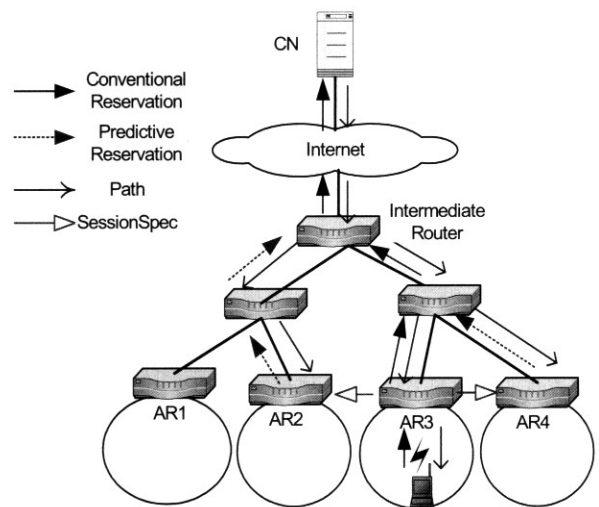 CN
Conventional
Reservation
Predictive
Reservation
Path
SessionSpec
Internet
Intermediate
Router
AR1
AR2
AR3
AR4